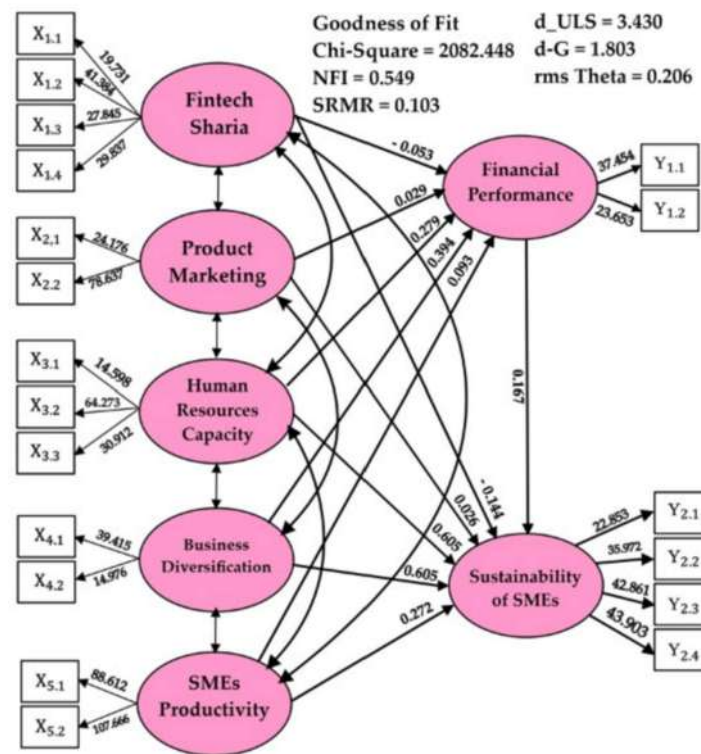 Goodness of Fit
Chi-Square = 2082.448
NFI = 0.549
SRMR = 0.103
d_ULS = 3.430
d-G = 1.803
rms Theta = 0.206
X1.1
X1.2
X1.3
X1.4
19.731
41.384
27.845
29.837
Fintech
Sharia
X2,1
X2.2
24.176
78.637
Product
Marketing
X3.1
X3.2
X3.3
14.598
64.273
30.912
Human
Resources
Capacity
X4.1
X4.2
39.415
14.976
Business
Diversification
X5.1
X5.2
88.612
107.666
SMEs
Productivity
- 0.053
0.029
0.279
0.394
0.093
Financial
Performance
37.454
23.653
Y1.1
Y1.2
0.167
- 0.144
0.026
0.605
0.605
0.272
Sustainability
of SMEs
22.853
35.972
42.861
43.903
Y2.1
Y2.2
Y2.3
Y2.4